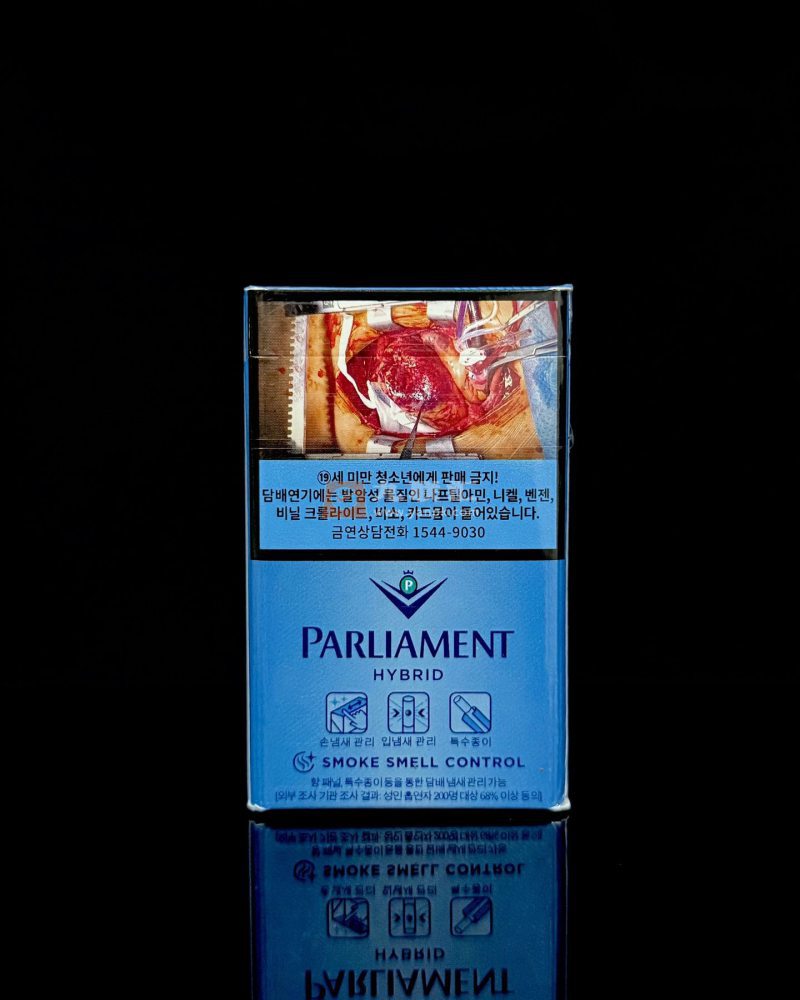 ⑲세 미만 청소년에게 판매 금지!
담배연기에는 발암성 물질인 나프틸아민, 니켈, 벤젠,
비닐 크롤라이드, 비소, 카드뮴이 들어있습니다.
금연상담전화 1544-9030
P
PARLIAMENT
HYBRID
손냄새 관리 입냄새 관리 특수종이
SMOKE SMELL CONTROL
향 패널, 특수종이 등을 통한 담배 냄새 관리 가능
[외부 조사 기관 조사 결과: 성인 흡연자 200명 대상 68% 이상 동의]